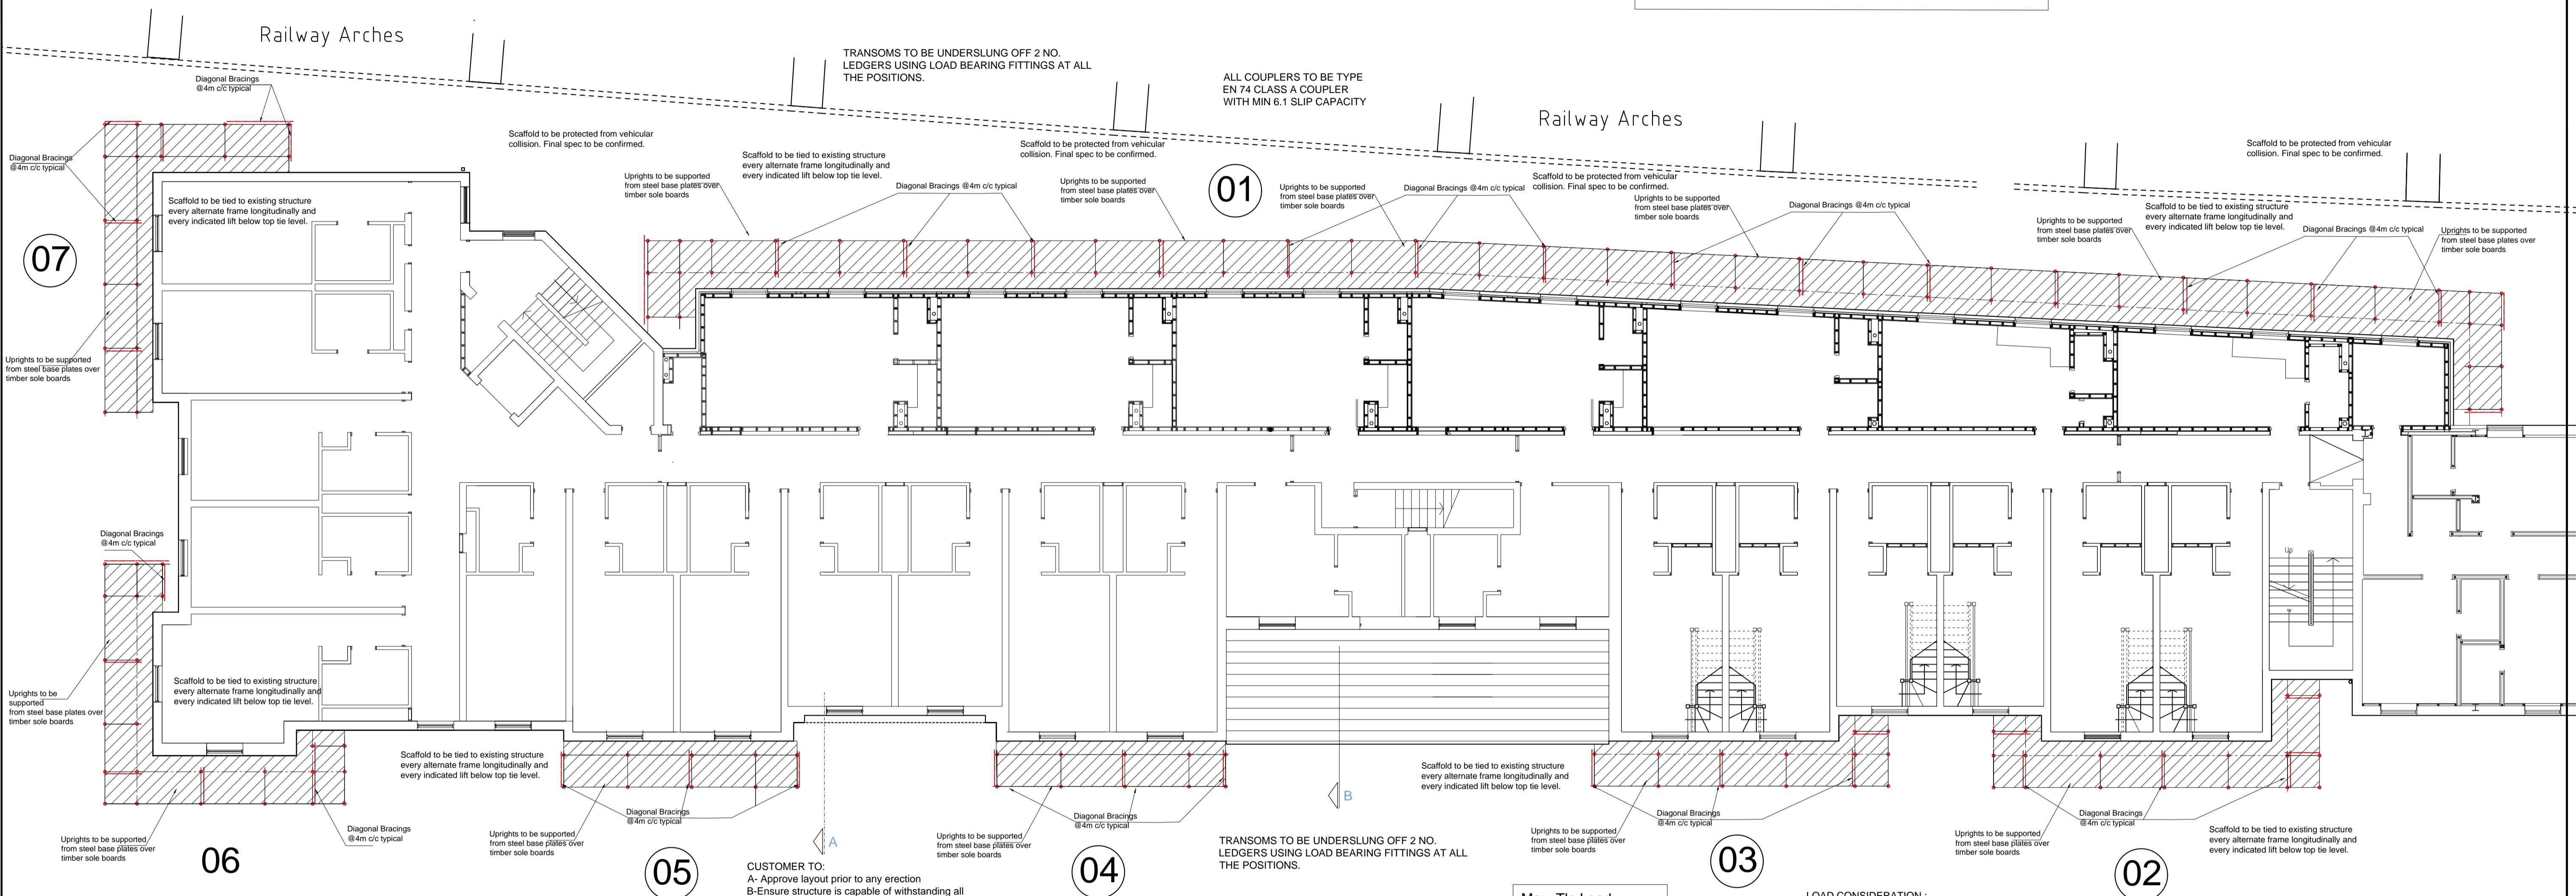 Railway Arches
TRANSOMS TO BE UNDERSLUNG OFF 2 NO.
LEDGERS USING LOAD BEARING FITTINGS AT ALL
THE POSITIONS.
ALL COUPLERS TO BE TYPE
EN 74 CLASS A COUPLER
WITH MIN 6.1 SLIP CAPACITY
Railway Arches
Diagonal Bracings
@4m c/c typical
Diagonal Bracings
@4m c/c typical
Scaffold to be protected from vehicular
collision. Final spec to be confirmed.
Scaffold to be tied to existing structure
every alternate frame longitudinally and
every indicated lift below top tie level.
Scaffold to be protected from vehicular
collision. Final spec to be confirmed.
Scaffold to be protected from vehicular
collision. Final spec to be confirmed.
Scaffold to be protected from vehicular
collision. Final spec to be confirmed.
Uprights to be supported
from steel base plates over
timber sole boards
Diagonal Bracings @4m c/c typical
Uprights to be supported
from steel base plates over
timber sole boards
01
Uprights to be supported
from steel base plates over
timber sole boards
Diagonal Bracings @4m c/c typical
Uprights to be supported
from steel base plates over
timber sole boards
Diagonal Bracings @4m c/c typical
Uprights to be supported
from steel base plates over
timber sole boards
Scaffold to be tied to existing structure
every alternate frame longitudinally and
every indicated lift below top tie level.
Diagonal Bracings @4m c/c typical
Uprights to be supported
from steel base plates over
timber sole boards
Scaffold to be tied to existing structure
every alternate frame longitudinally and
every indicated lift below top tie level.
07
Uprights to be supported
from steel base plates over
timber sole boards
Diagonal Bracings
@4m c/c typical
Up
Uprights to be
supported
from steel base plates over
timber sole boards
Scaffold to be tied to existing structure
every alternate frame longitudinally and
every indicated lift below top tie level.
Scaffold to be tied to existing structure
every alternate frame longitudinally and
every indicated lift below top tie level.
Scaffold to be tied to existing structure
every alternate frame longitudinally and
every indicated lift below top tie level.
B
A
Uprights to be supported
from steel base plates over
timber sole boards
Diagonal Bracings
@4m c/c typical
06
Uprights to be supported
from steel base plates over
timber sole boards
Diagonal Bracings
@4m c/c typical
05
Uprights to be supported
from steel base plates over
timber sole boards
Diagonal Bracings
@4m c/c typical
04
TRANSOMS TO BE UNDERSLUNG OFF 2 NO.
LEDGERS USING LOAD BEARING FITTINGS AT ALL
THE POSITIONS.
Uprights to be supported
from steel base plates over
timber sole boards
Diagonal Bracings
@4m c/c typical
03
Uprights to be supported
from steel base plates over
timber sole boards
Diagonal Bracings
@4m c/c typical
02
Scaffold to be tied to existing structure
every alternate frame longitudinally and
every indicated lift below top tie level.
CUSTOMER TO:
A- Approve layout prior to any erection
B-Ensure structure is capable of withstanding all
LOAD CONSIDERATION :